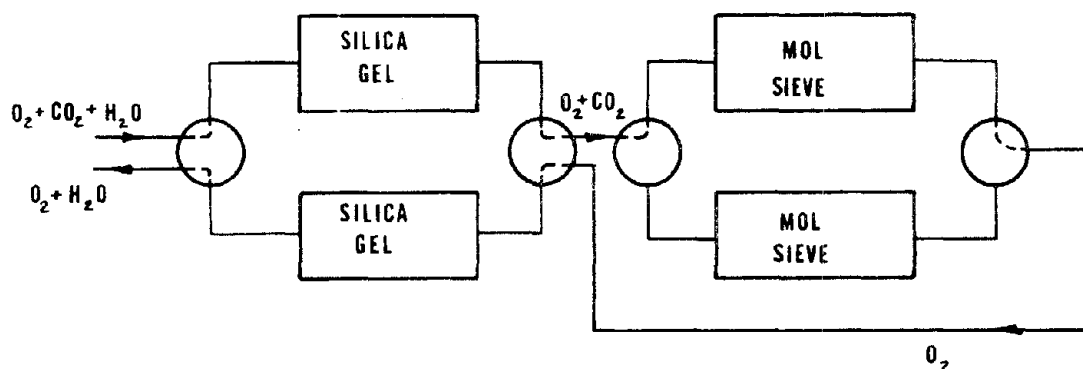 SILICA
GEL
MOL
SIEVE
O₂+CO₂+H₂O
O₂+CO₂
O₂+H₂O
SILICA
GEL
MOL
SIEVE
O₂